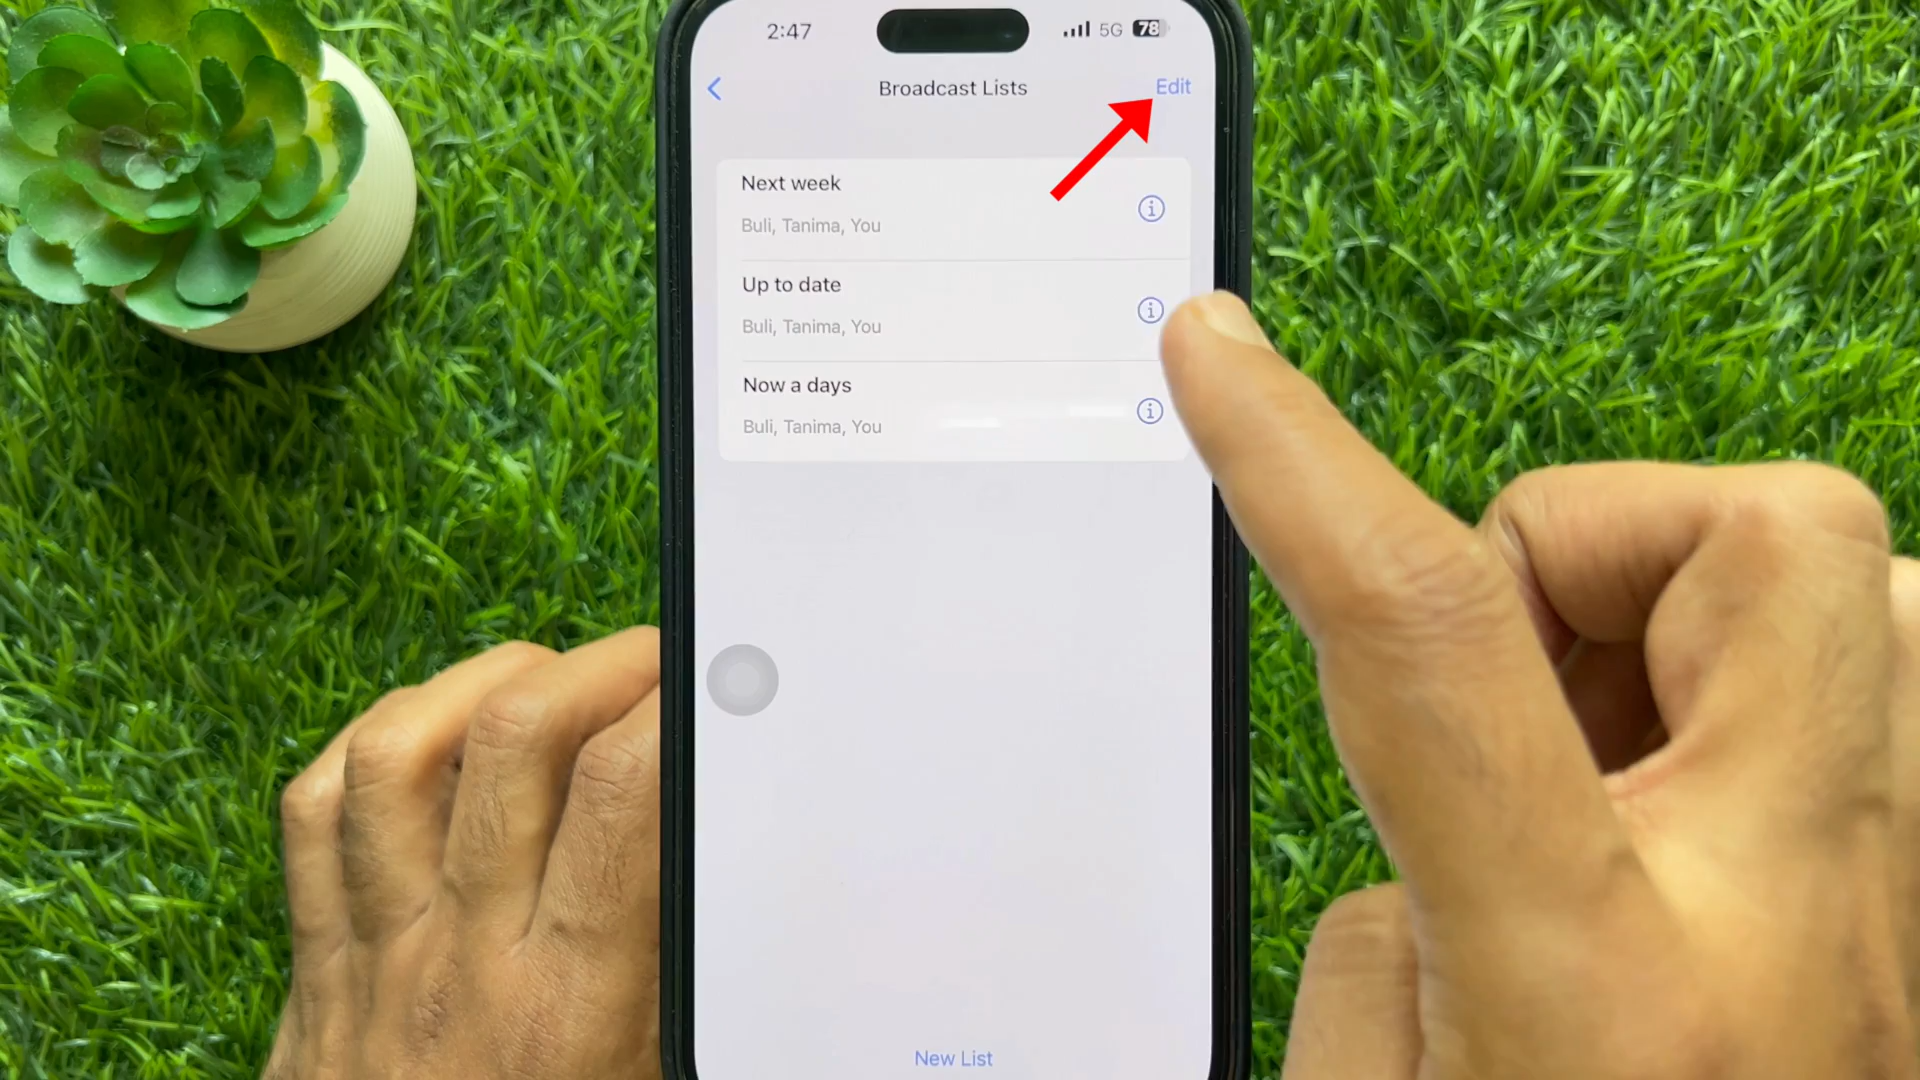 2:47
5G 78
Broadcast Lists
Edit
Next week
Buli, Tanima, You
Up to date
Buli, Tanima, You
Now a days
Buli, Tanima, You
New List